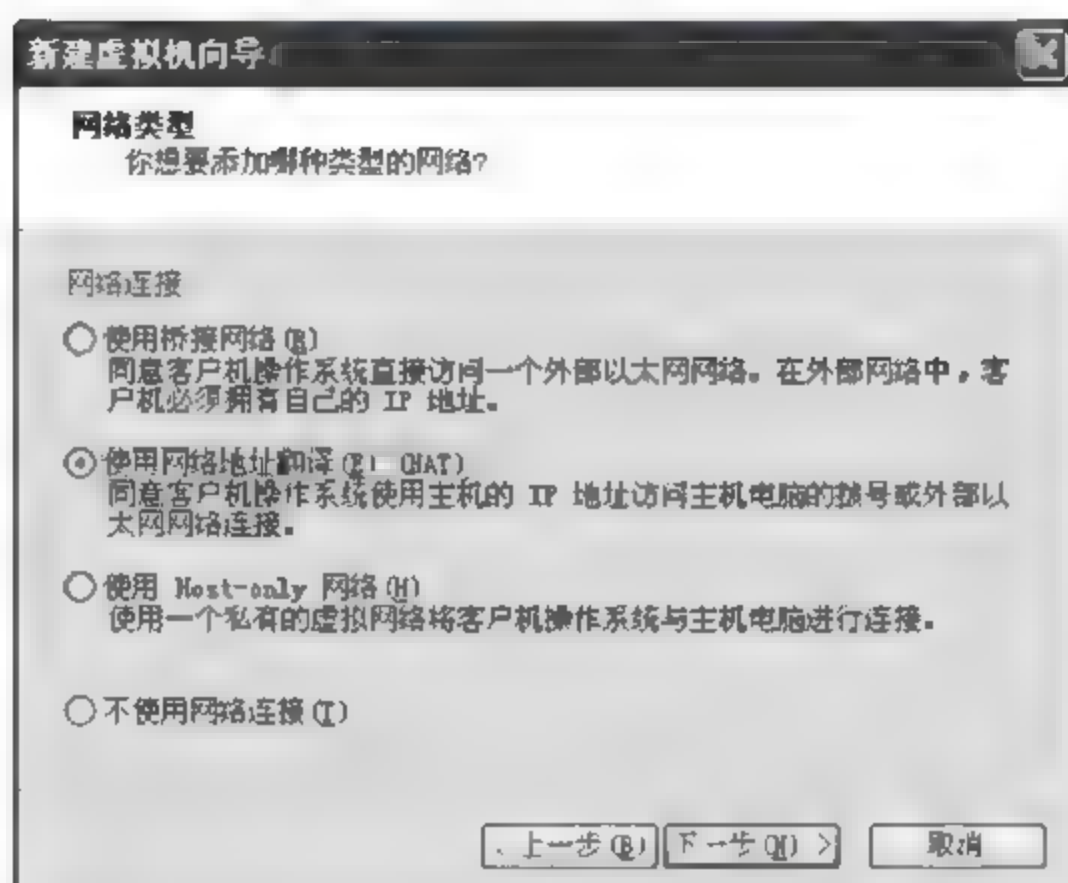 新建虚拟机向导
网络类型
你想要添加哪种类型的网络?
网络连接
使用桥接网络(R)
同意客户机操作系统直接访问一个外部以太网网络。在外部网络中，客
户机必须拥有自己的 IP 地址。
使用网络地址翻译(E) (NAT)
同意客户机操作系统使用主机的 IP 地址访问主机电脑的拨号或外部以
太网网络连接。
使用 Host-only 网络(H)
使用一个私有的虚拟网络将客户机操作系统与主机电脑进行连接。
不使用网络连接(T)
上一步(B) 下一步(N) > 取消